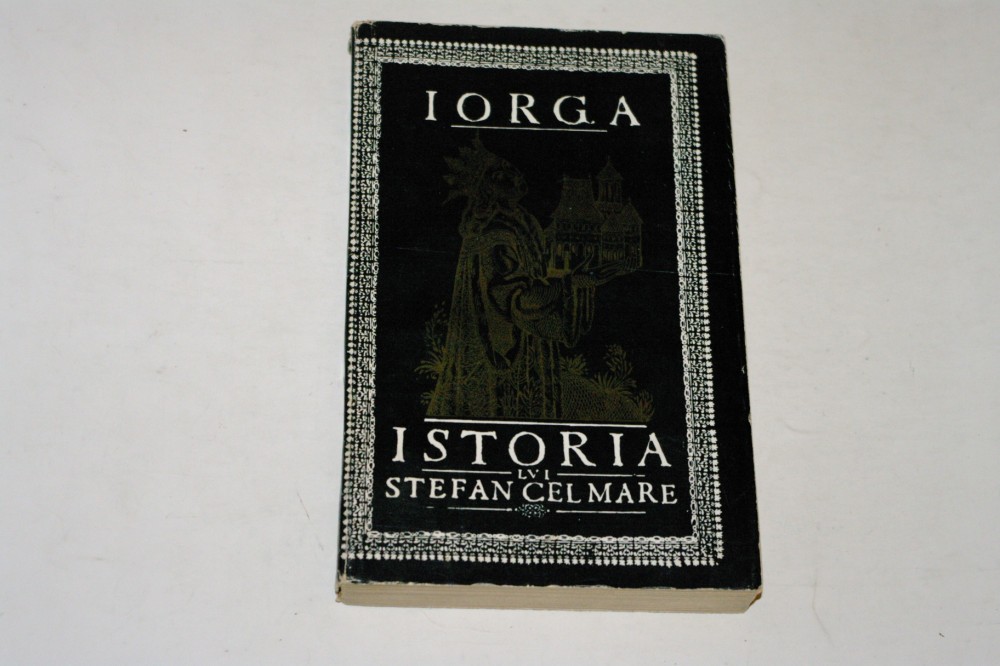 IORGA
ISTORIA
LVI
STEFAN CEL MARE